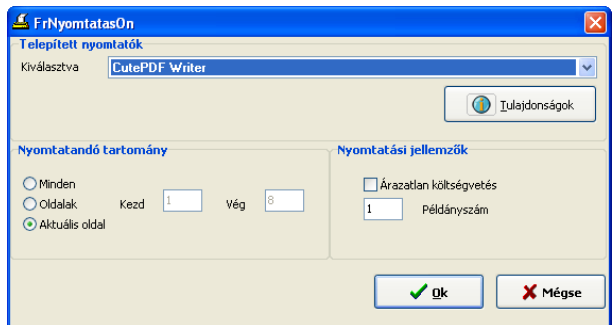 FrNyomtatasOn
Telepített nyomtatók
Kiválasztva CutePDF Writer
Tulajdonságok
Nyomtatandó tartomány
Minden
Oldalak Kezd 1 Vég 8
Aktuális oldal
Nyomtatási jellemzők
Árazatlan költségvetés
1 Példányszám
Ok Mégse